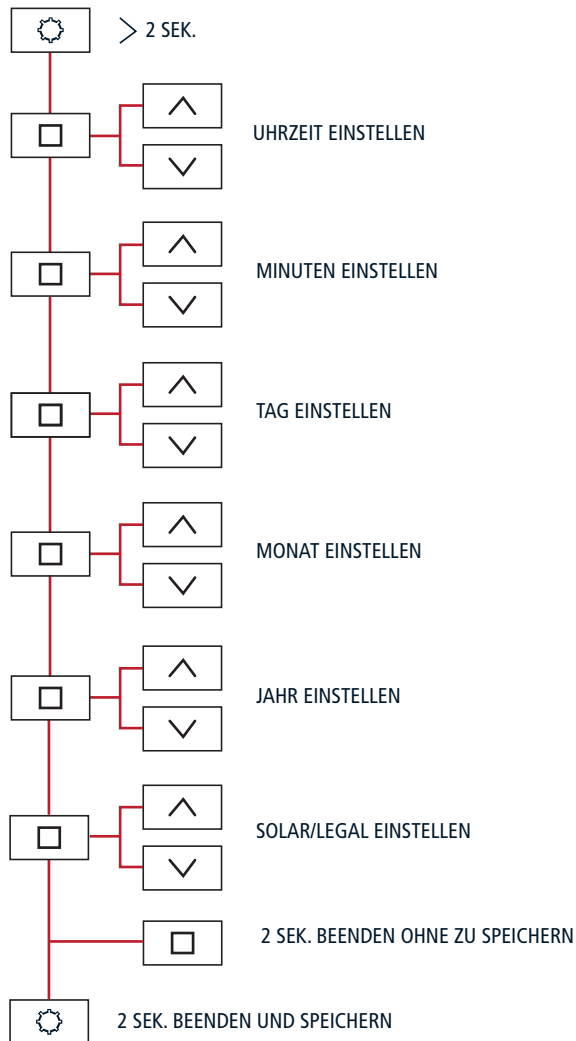 > 2 SEK.
UHRZEIT EINSTELLEN
MINUTEN EINSTELLEN
TAG EINSTELLEN
MONAT EINSTELLEN
JAHR EINSTELLEN
SOLAR/LEGAL EINSTELLEN
2 SEK. BEENDEN OHNE ZU SPEICHERN
2 SEK. BEENDEN UND SPEICHERN